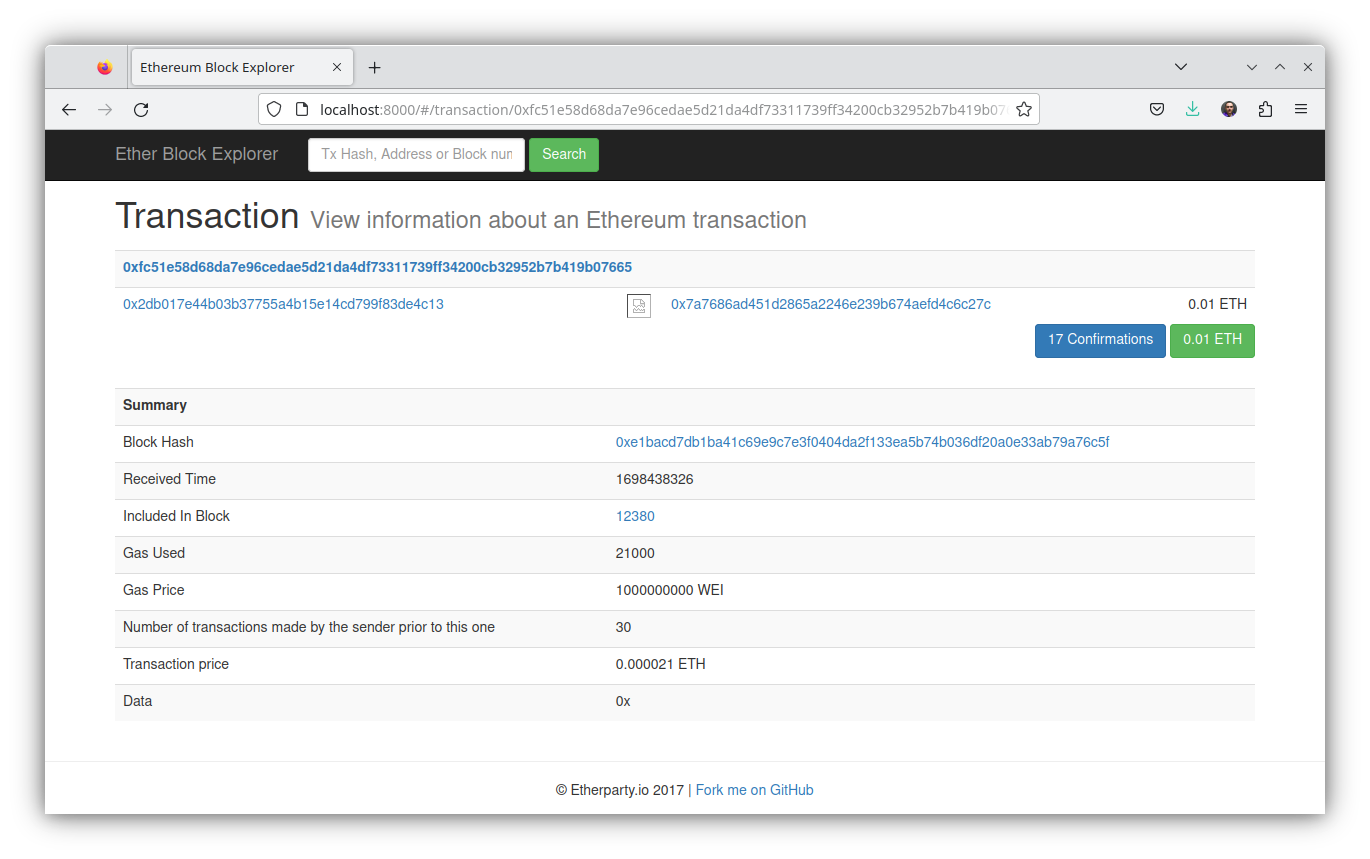 Ethereum Block Explorer
localhost:8000/#/transaction/0xfc51e58d68da7e96cedae5d21da4df73311739ff34200cb32952b7b419b07
Ether Block Explorer Tx Hash, Address or Block num Search
Transaction View information about an Ethereum transaction
0xfc51e58d68da7e96cedae5d21da4df73311739ff34200cb32952b7b419b07665
0x2db017e44b03b37755a4b15e14cd799f83de4c13 0x7a7686ad451d2865a2246e239b674aefd4c6c27c 0.01 ETH
17 Confirmations 0.01 ETH
Summary
Block Hash 0xe1bacd7db1ba41c69e9c7e3f0404da2f133ea5b74b036df20a0e33ab79a76c5f
Received Time 1698438326
Included In Block 12380
Gas Used 21000
Gas Price 1000000000 WEI
Number of transactions made by the sender prior to this one 30
Transaction price 0.000021 ETH
Data 0x
© Etherparty.io 2017 | Fork me on GitHub